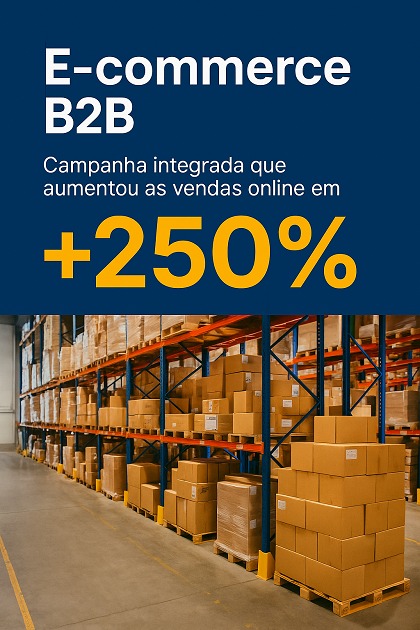 E-commerce
B2B
Campanha integrada que
aumentou as vendas online em
+250%